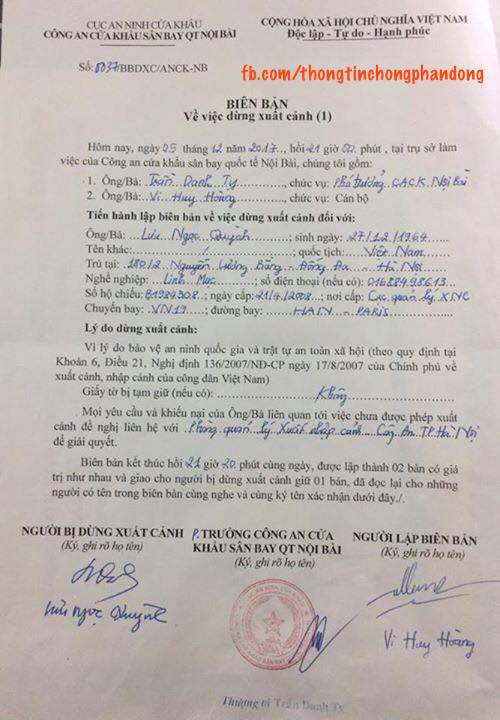 CỤC AN NINH CỬA KHẨU
CÔNG AN CỬA KHẨU SÂN BAY QT NỘI BÀI
CỘNG HÒA XÃ HỘI CHỦ NGHĨA VIỆT NAM
Độc lập - Tự do - Hạnh phúc
Số: 0037/BBDXC/ANCK-NB
fb.com/thongtinchongphandong
BIÊN BẢN
Về việc dừng xuất cảnh (1)
Hôm nay, ngày 05 tháng 12 năm 2017..., hồi 21 giờ 00 phút, tại trụ sở làm
việc của Công an cửa khẩu sân bay quốc tế Nội Bài, chúng tôi gồm:
1. Ông/Bà: Trần Danh Tý, chức vụ: Phó trưởng CACK Nội Bài
2. Ông/Bà: Vi Huy Hoàng, chức vụ: Cán bộ
Tiến hành lập biên bản về việc dừng xuất cảnh đối với:
Ông/Bà: Lưu Ngọc Quỳnh; sinh ngày: 27/12/1964
Tên khác: /; quốc tịch: Việt Nam
Trú tại: 180/2 Nguyễn Lương Bằng - Đống Đa - Hà Nội
Nghề nghiệp: Linh Mục; số điện thoại (nếu có): 01688498613
Số hộ chiếu: B1984308; ngày cấp: 21/4/2008; nơi cấp: Cục quản lý XNC
Chuyến bay: VN19; đường bay: HAN - PARIS
Lý do dừng xuất cảnh:
Vì lý do bảo vệ an ninh quốc gia và trật tự an toàn xã hội (theo quy định tại
Khoản 6, Điều 21, Nghị định 136/2007/NĐ-CP ngày 17/8/2007 của Chính phủ về
xuất cảnh, nhập cảnh của công dân Việt Nam)
Giấy tờ bị tạm giữ (nếu có): Không
Mọi yêu cầu và khiếu nại của Ông/Bà liên quan tới việc chưa được phép xuất
cảnh đề nghị liên hệ với Phòng quản lý Xuất nhập cảnh - Công An TP Hà Nội
để giải quyết.
Biên bản kết thúc hồi 21 giờ 20 phút cùng ngày, được lập thành 02 bản có giá
trị như nhau và giao cho người bị dừng xuất cảnh giữ 01 bản, đã đọc lại cho những
người có tên trong biên bản cùng nghe và cùng ký tên xác nhận dưới đây./.
NGƯỜI BỊ DỪNG XUẤT CẢNH
(Ký, ghi rõ họ tên)
P. TRƯỞNG CÔNG AN CỬA
KHẨU SÂN BAY QT NỘI BÀI
NGƯỜI LẬP BIÊN BẢN
(Ký, ghi rõ họ tên)
Lưu Ngọc Quỳnh
Vi Huy Hoàng
Thượng tá Trần Danh Tý